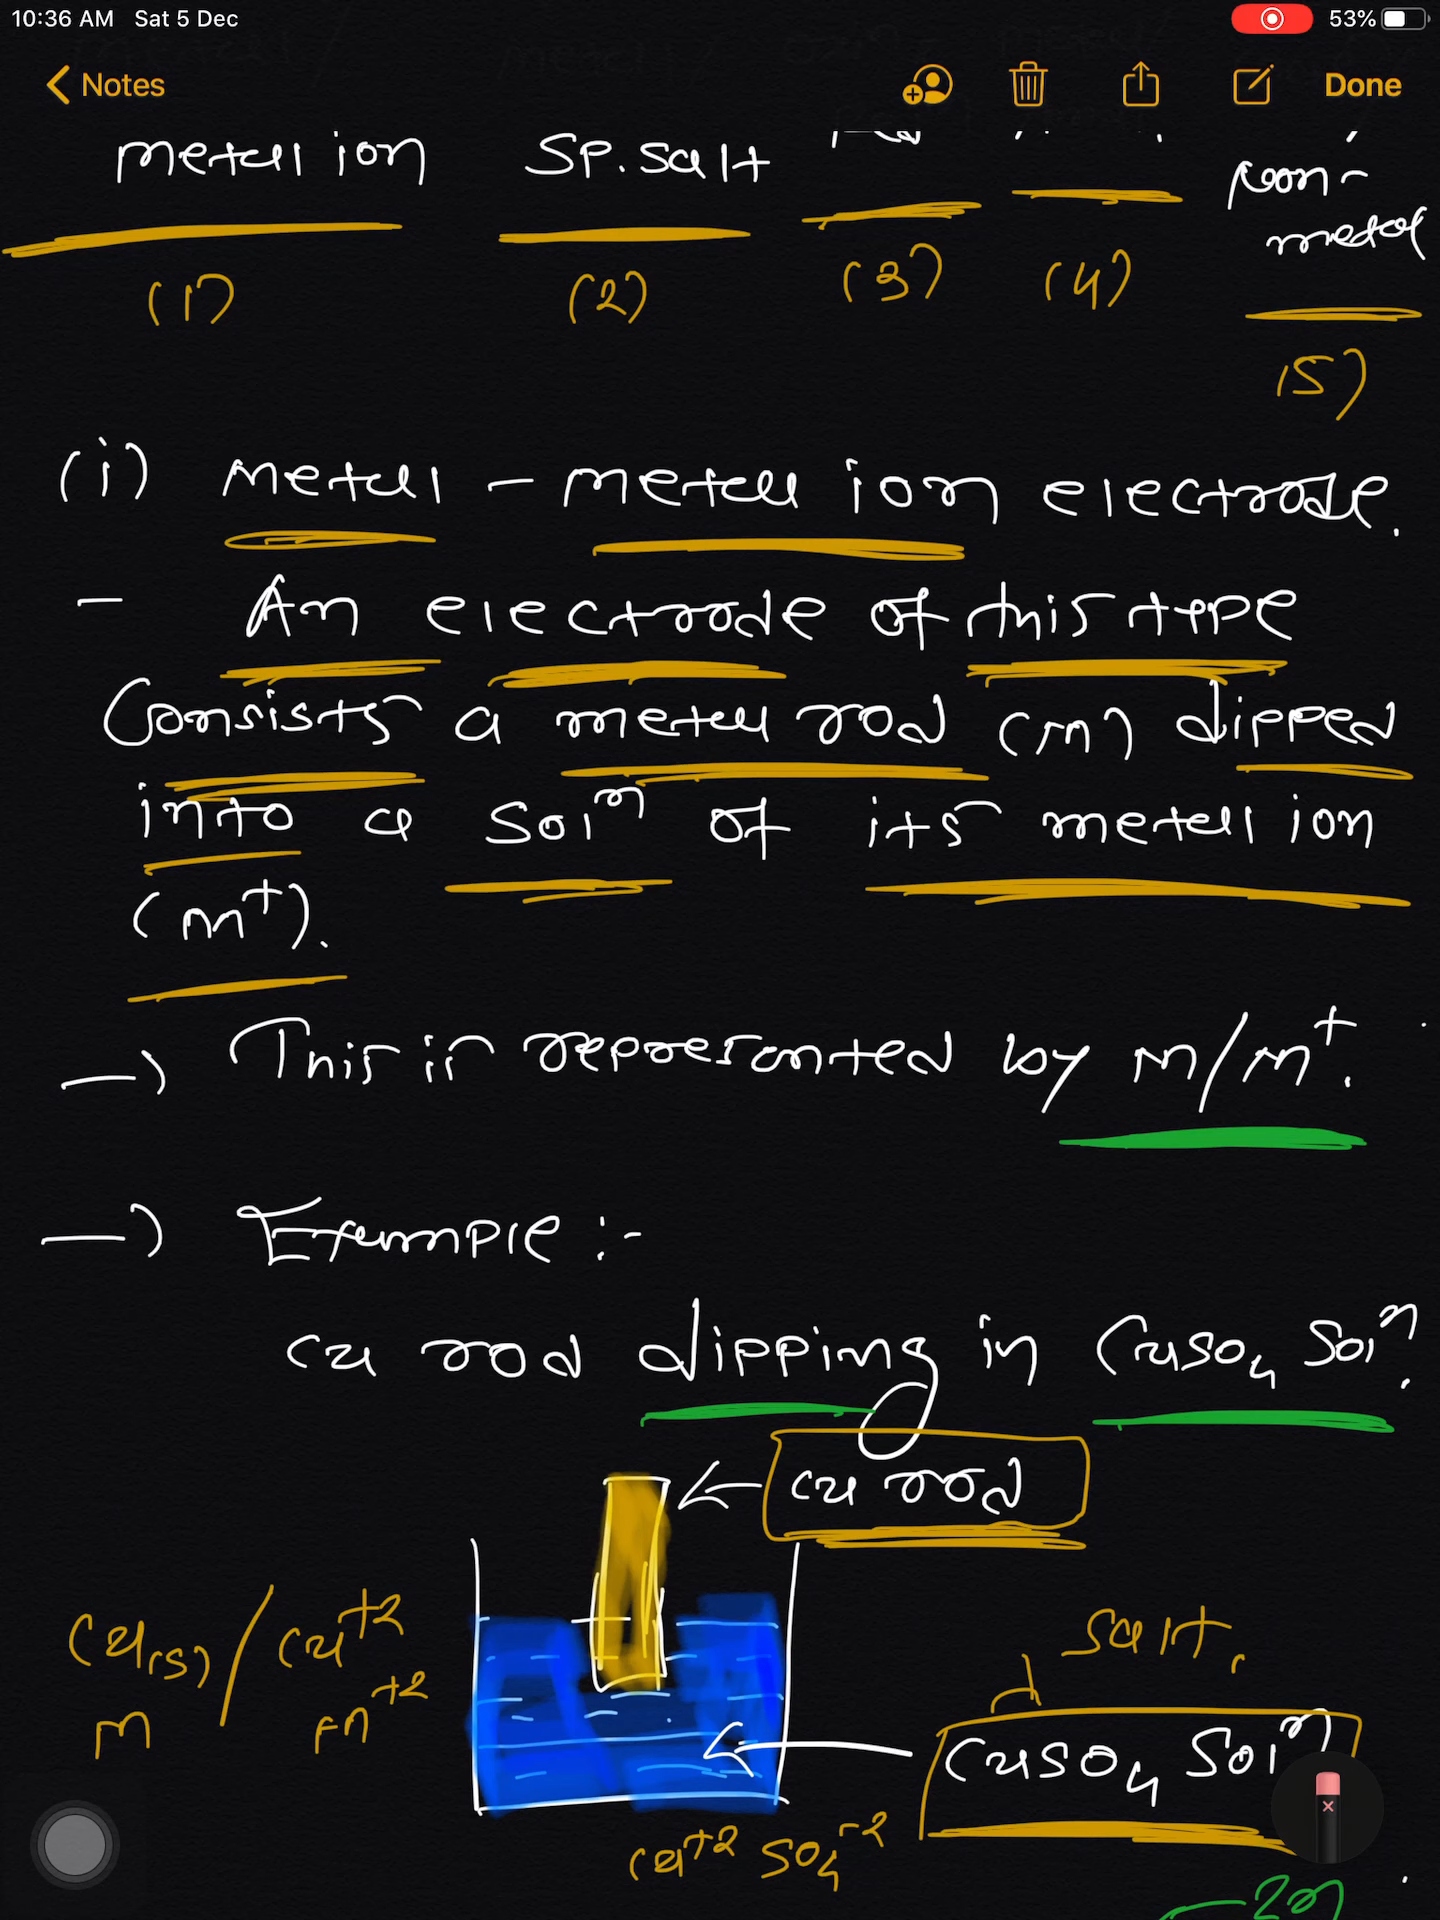 10:36 AM Sat 5 Dec 53%
Notes Done
metal ion sp. salt non-
metal
(1) (2) (3) (4) (5)
(i) Metal - metal ion electrode.
- An electrode of this type
consists a metal rod (m) dipped
into a solⁿ of its metal ion
(m⁺).
→ This is represented by m/m⁺.
→ Example :-
Cu rod dipping in CuSO₄ Solⁿ.
← Cu rod
Cu(s) / Cu⁺²
m m⁺²
salt.
CuSO₄ Solⁿ
Cu⁺² SO₄⁻²